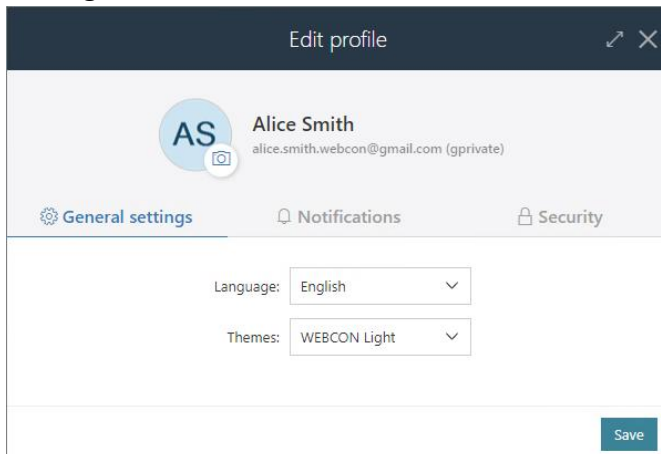 Edit profile
AS
Alice Smith
alice.smith.webcon@gmail.com (gprivate)
General settings Notifications Security
Language: English
Themes: WEBCON Light
Save